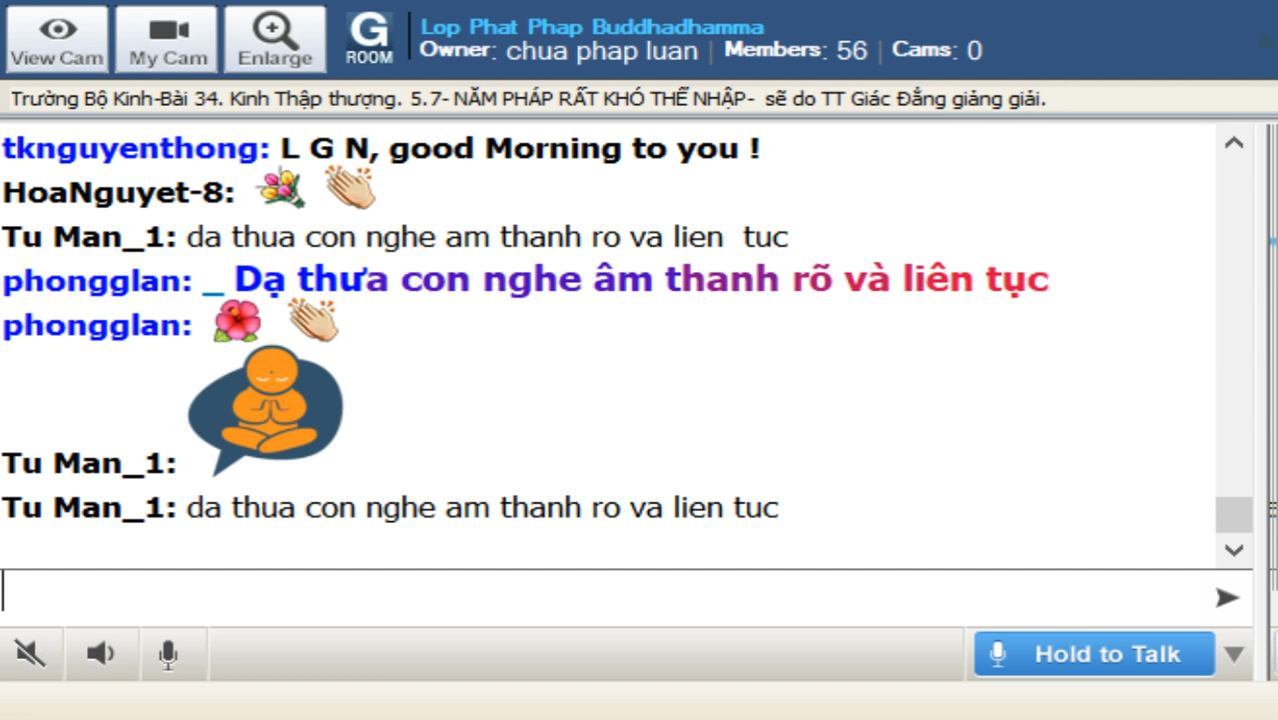 View Cam
My Cam
Enlarge
G
ROOM
Lop Phat Phap Buddhadhamma
Owner: chua phap luan | Members: 56 | Cams: 0
Trường Bộ Kinh-Bài 34. Kinh Thập thượng. 5.7- NĂM PHÁP RẤT KHÓ THỂ NHẬP- sẽ do TT Giác Đẳng giảng giải.
tknguyenthong: L G N, good Morning to you !
HoaNguyet-8:
Tu Man_1: da thua con nghe am thanh ro va lien tuc
phongglan: _ Dạ thưa con nghe âm thanh rõ và liên tục
phongglan:
Tu Man_1:
Tu Man_1: da thua con nghe am thanh ro va lien tuc
Hold to Talk